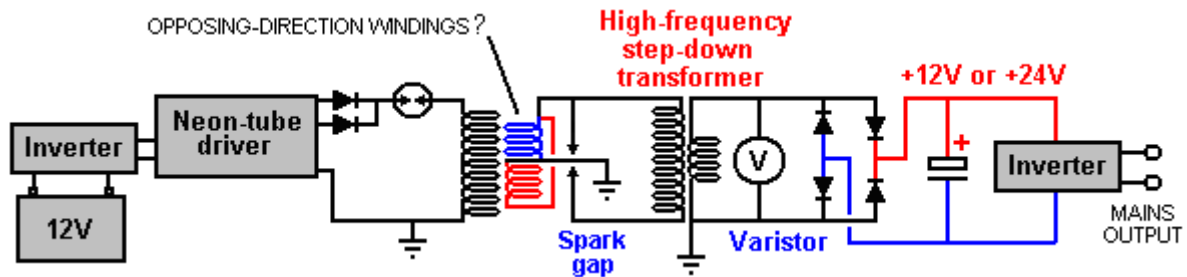 OPPOSING-DIRECTION WINDINGS ?
High-frequency
step-down
transformer
+12V or +24V
Neon-tube
driver
Inverter
12V
V
+
Inverter
MAINS
OUTPUT
Spark
gap
Varistor